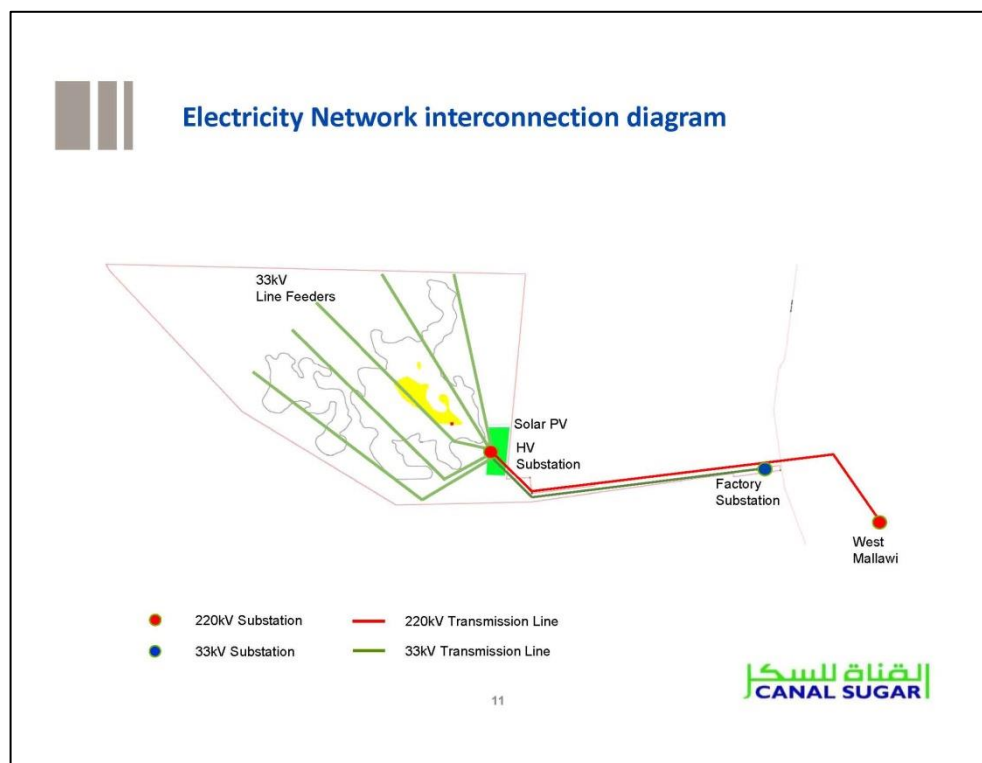 Electricity Network interconnection diagram
33kV
Line Feeders
Solar PV
HV
Substation
Factory
Substation
West
Mallawi
220kV Substation
220kV Transmission Line
33kV Substation
33kV Transmission Line
القناة للسكر
CANAL SUGAR
11